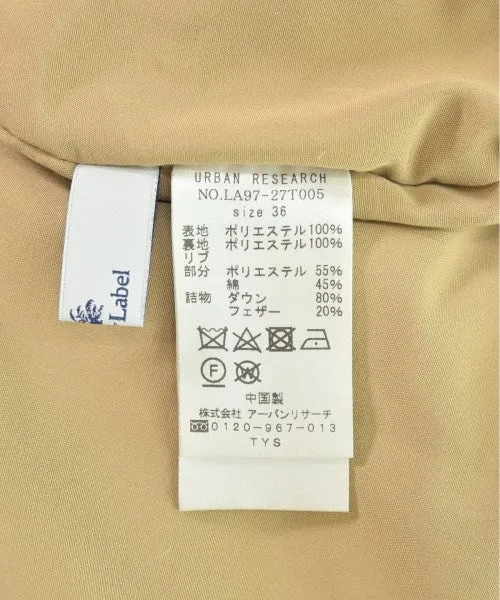 URBAN RESEARCH
NO.LA97-27T005
size 36
表地 ポリエステル100%
裏地 ポリエステル100%
リブ
部分 ポリエステル 55%
綿 45%
詰物 ダウン 80%
フェザー 20%
F W
中国製
株式会社 アーバンリサーチ
0120-967-013
TYS
Label